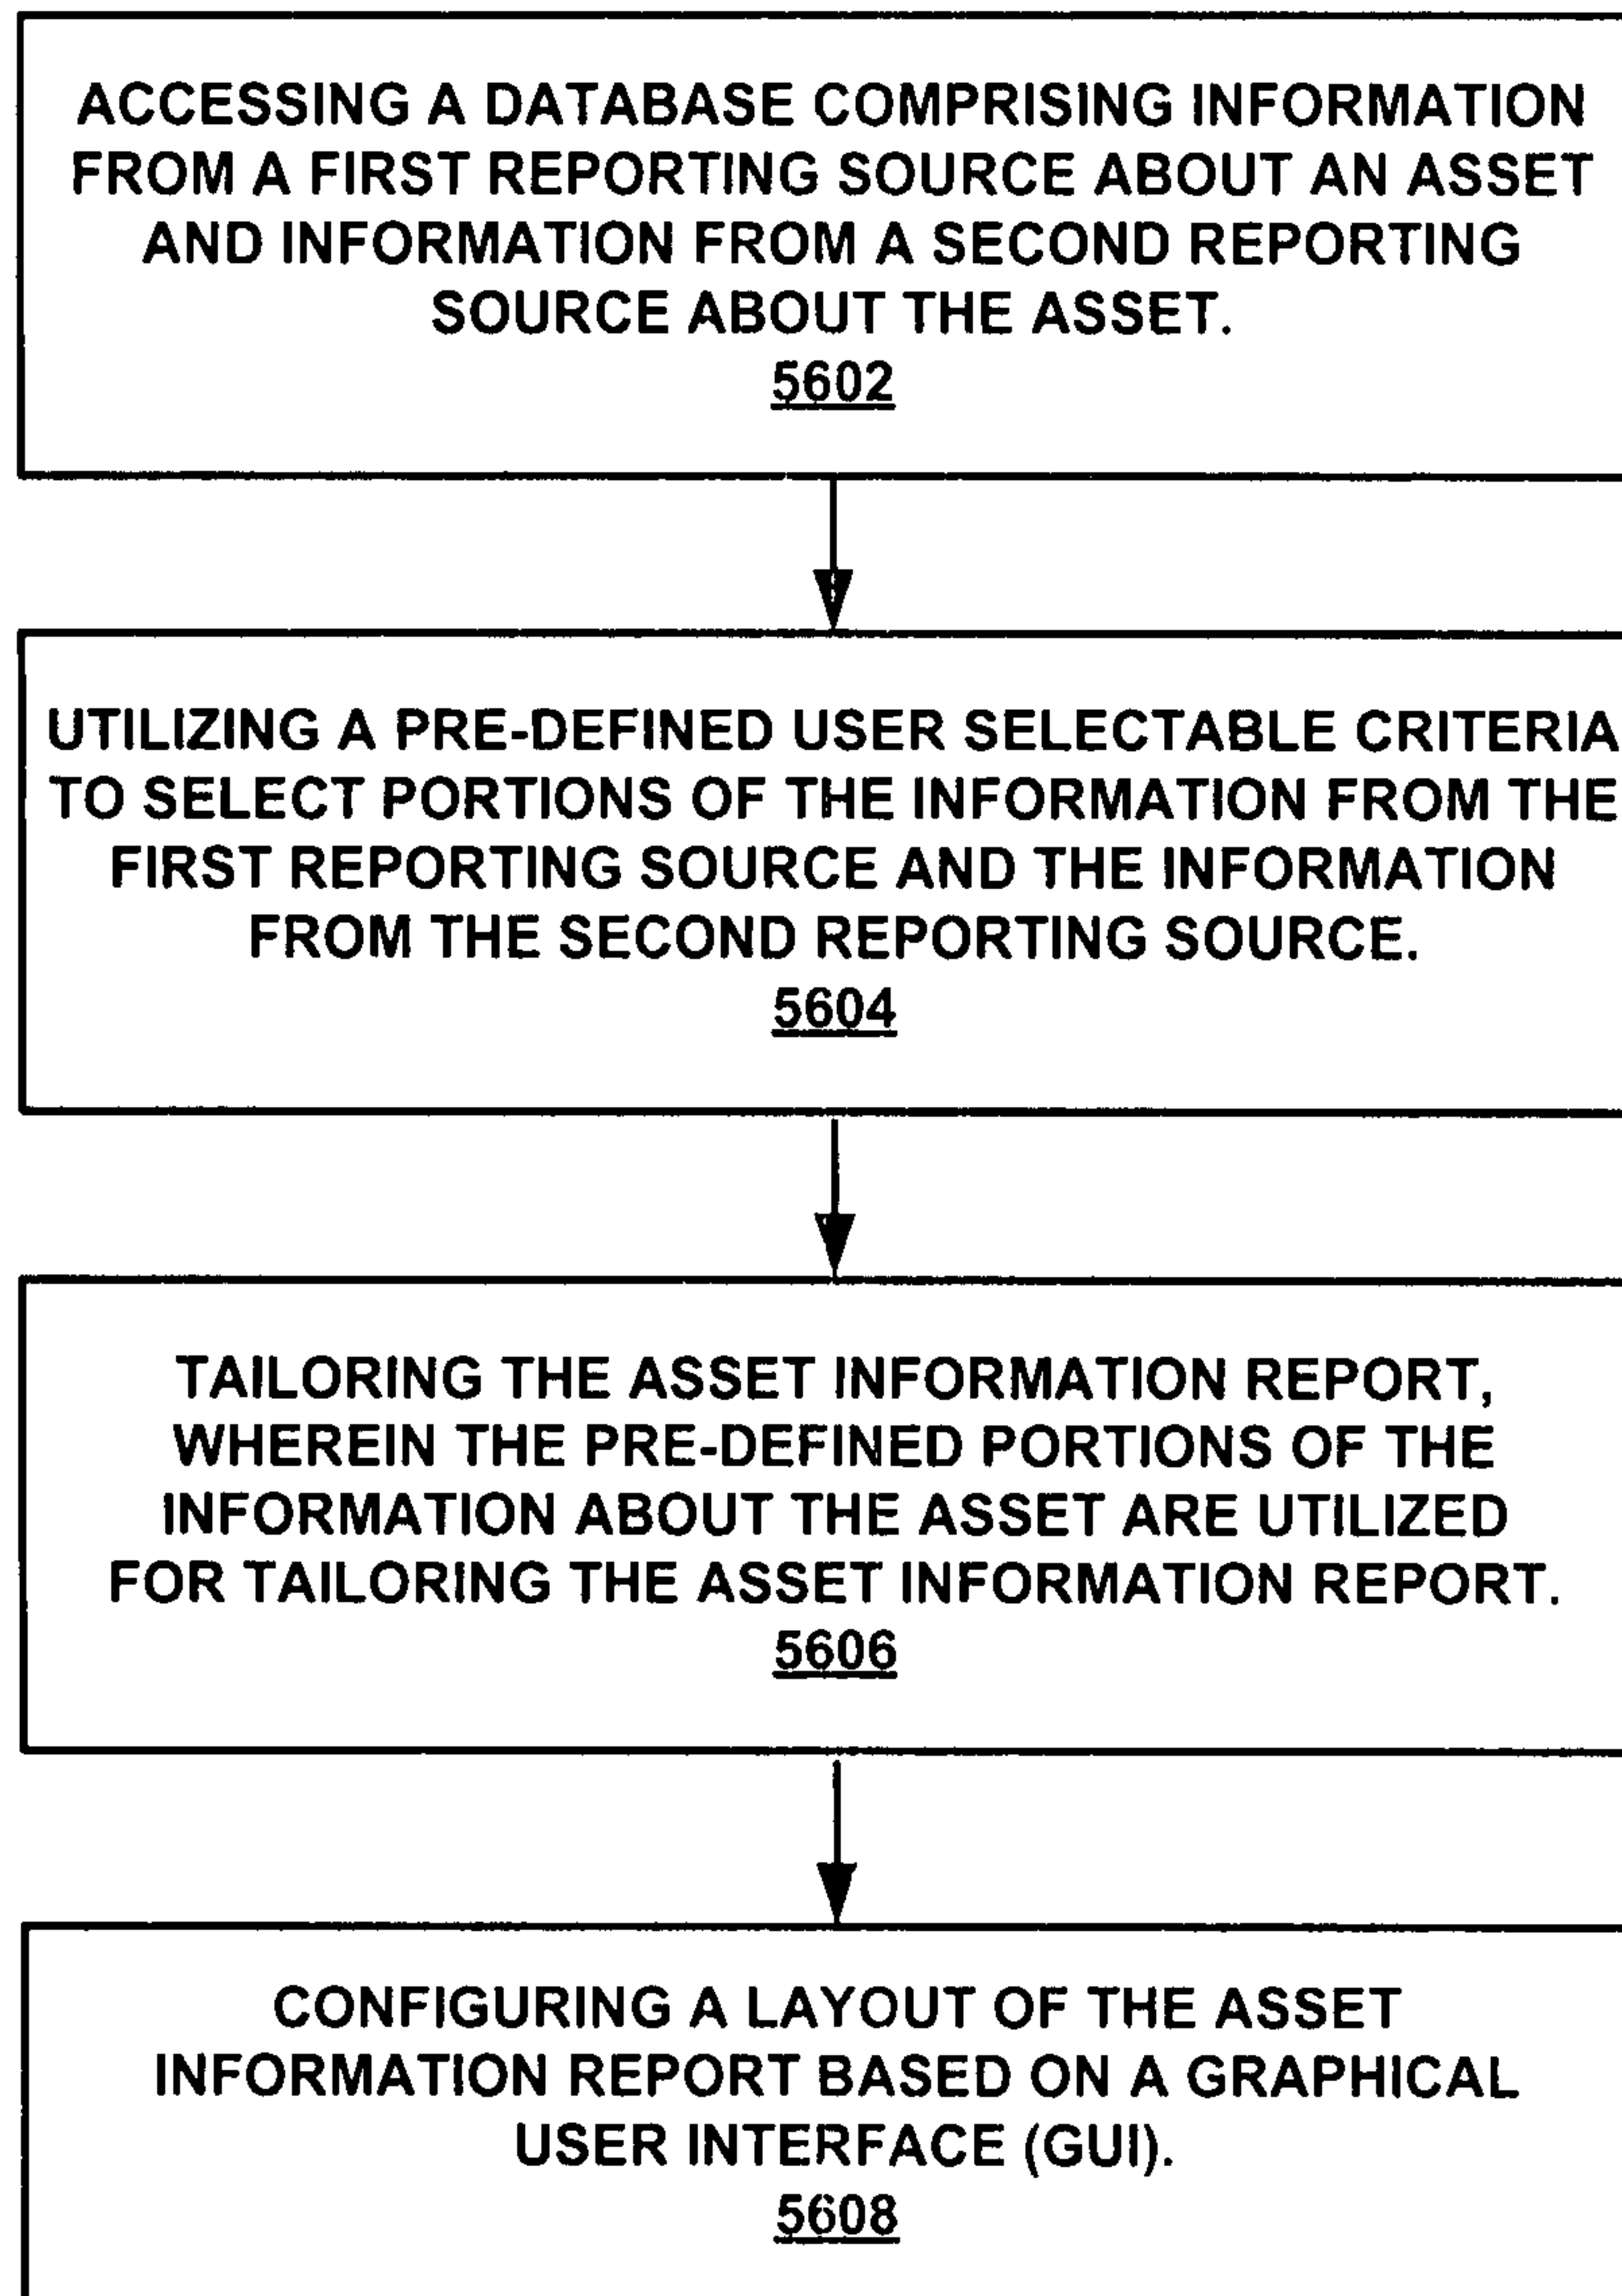 ACCESSING A DATABASE COMPRISING INFORMATION
FROM A FIRST REPORTING SOURCE ABOUT AN ASSET
AND INFORMATION FROM A SECOND REPORTING
SOURCE ABOUT THE ASSET.
5602
UTILIZING A PRE-DEFINED USER SELECTABLE CRITERIA
TO SELECT PORTIONS OF THE INFORMATION FROM THE
FIRST REPORTING SOURCE AND THE INFORMATION
FROM THE SECOND REPORTING SOURCE.
5604
TAILORING THE ASSET INFORMATION REPORT,
WHEREIN THE PRE-DEFINED PORTIONS OF THE
INFORMATION ABOUT THE ASSET ARE UTILIZED
FOR TAILORING THE ASSET INFORMATION REPORT.
5606
CONFIGURING A LAYOUT OF THE ASSET
INFORMATION REPORT BASED ON A GRAPHICAL
USER INTERFACE (GUI).
5608